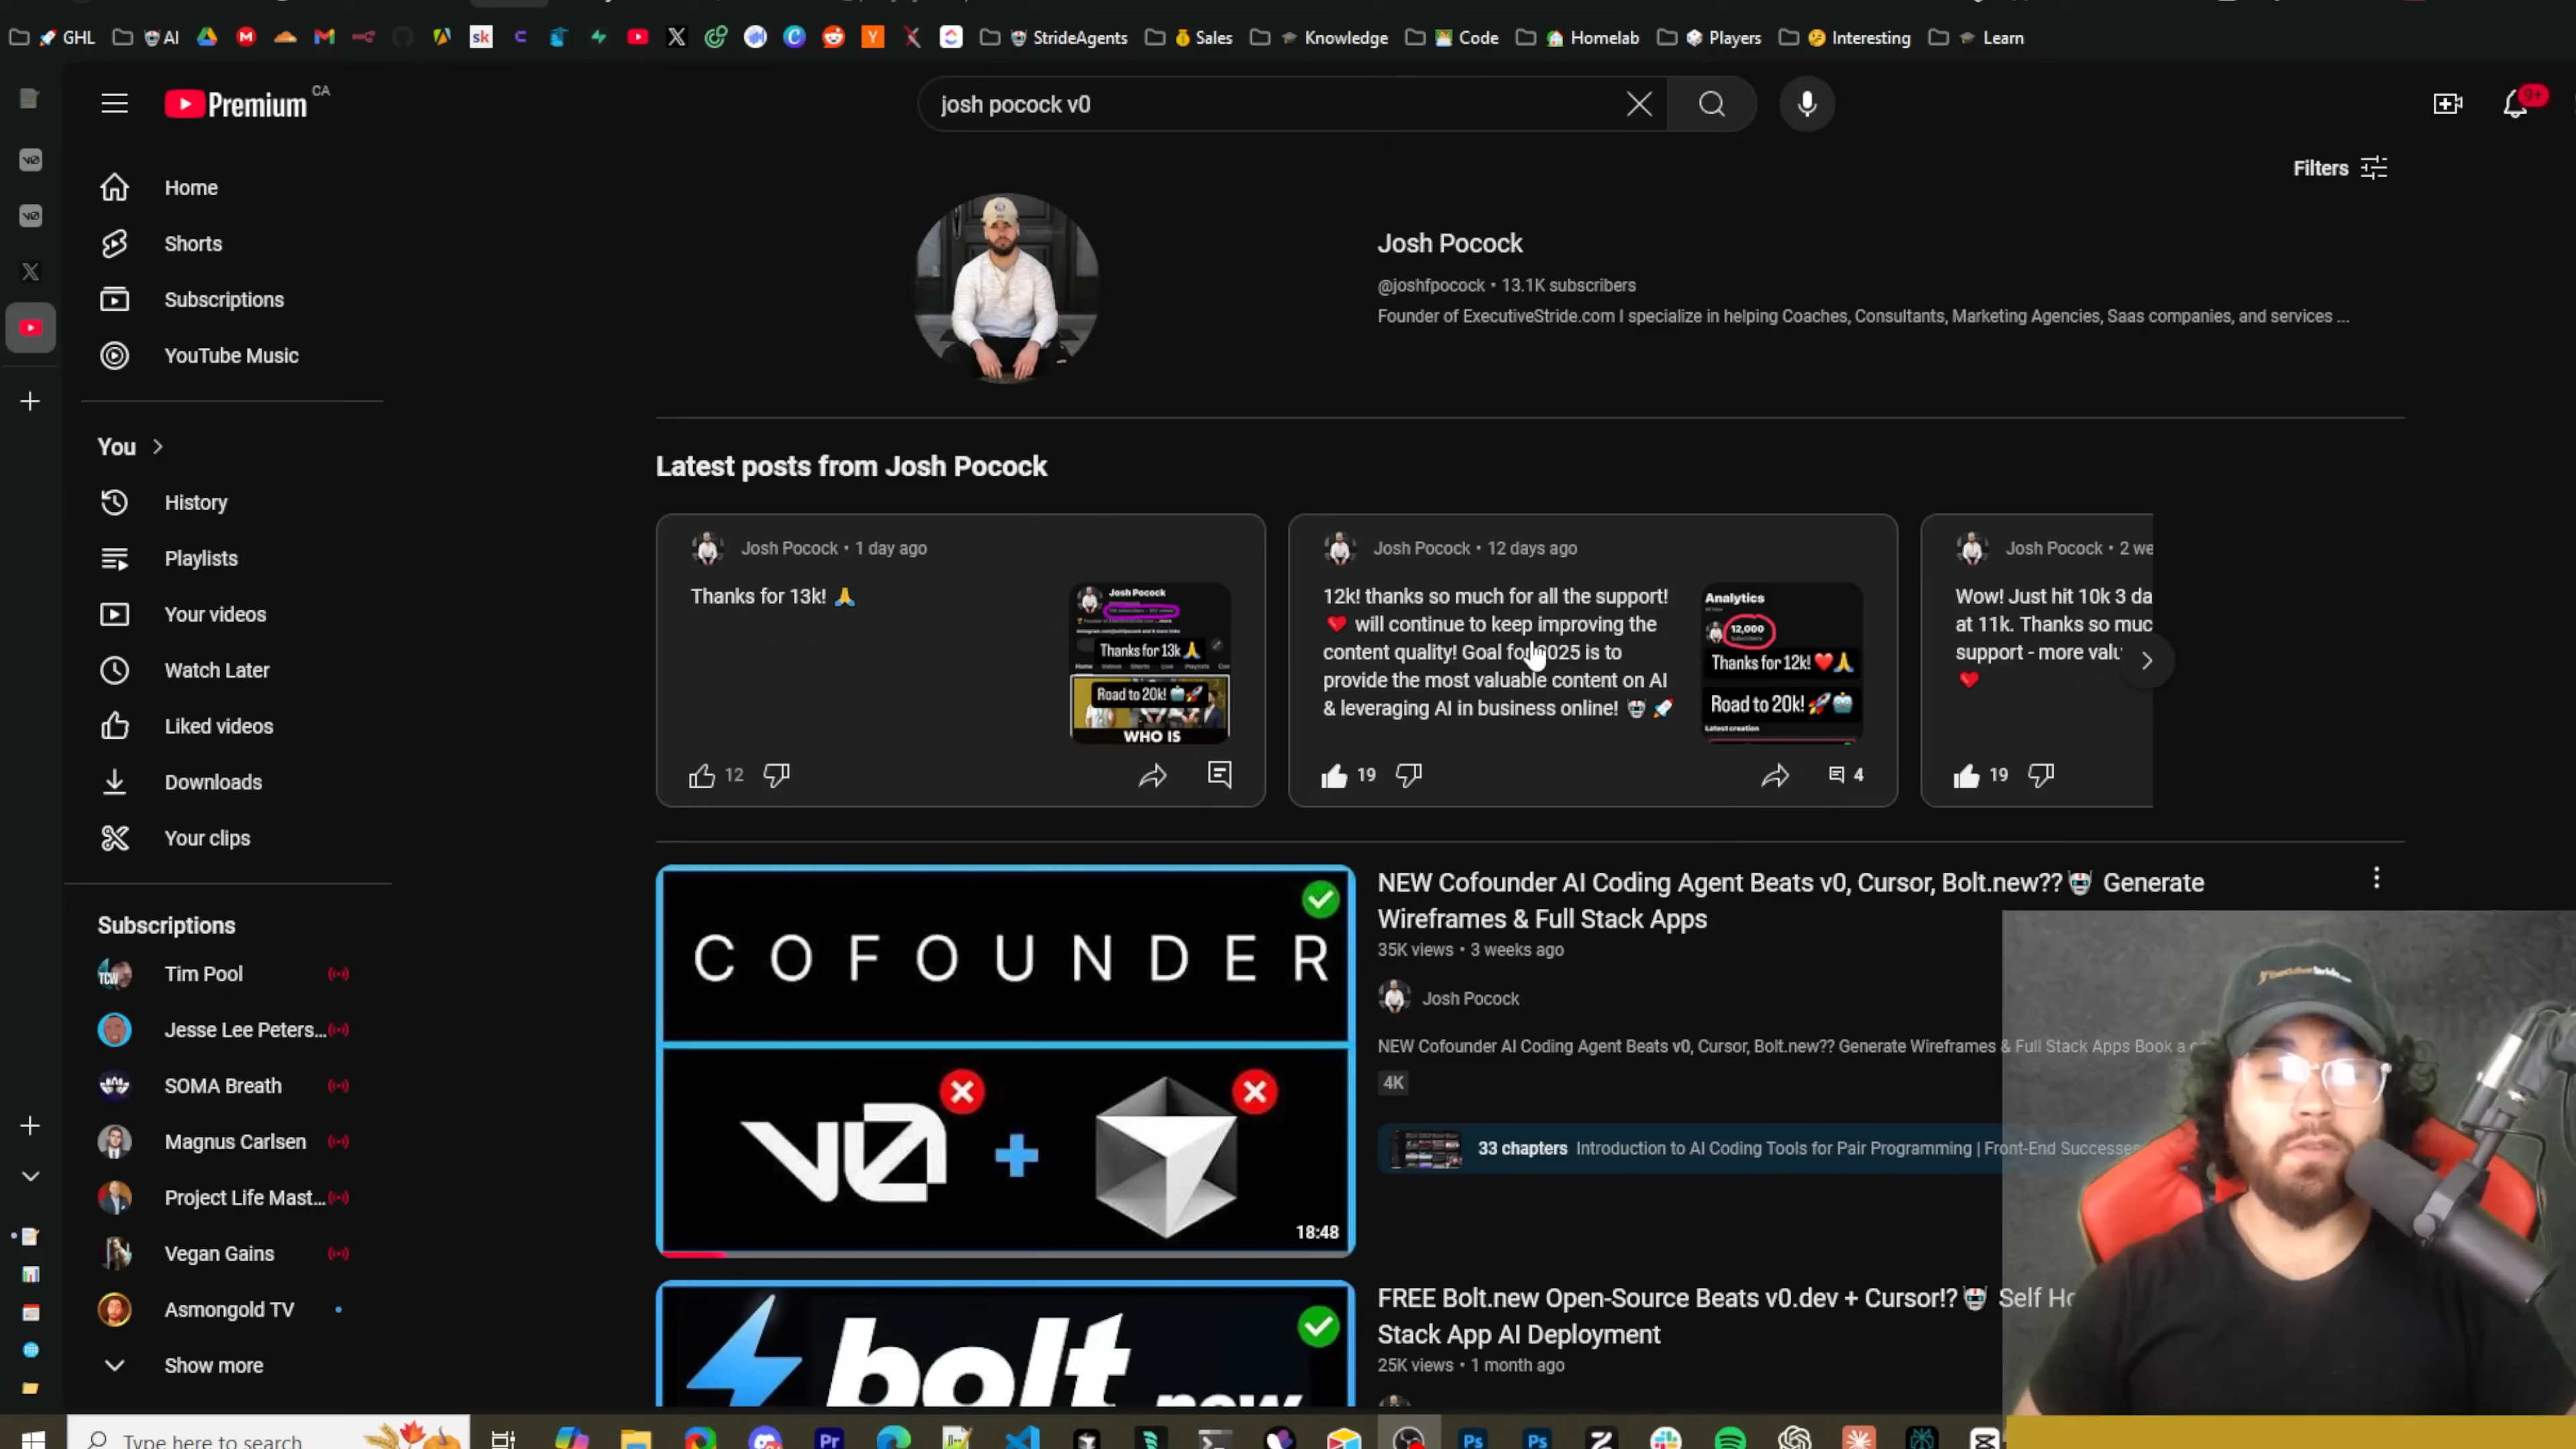 GHL
AI
sk
StrideAgents
Sales
Knowledge
Code
Homelab
Players
Interesting
Learn
Premium CA
josh pocock v0
9+
Filters
Home
Shorts
Subscriptions
YouTube Music
You
History
Playlists
Your videos
Watch Later
Liked videos
Downloads
Your clips
Subscriptions
Tim Pool
Jesse Lee Peters...
SOMA Breath
Magnus Carlsen
Project Life Mast...
Vegan Gains
Asmongold TV
Show more
Josh Pocock
@joshfpocock • 13.1K subscribers
Founder of ExecutiveStride.com I specialize in helping Coaches, Consultants, Marketing Agencies, Saas companies, and services ...
Latest posts from Josh Pocock
Josh Pocock • 1 day ago
Thanks for 13k! 🙏
Josh Pocock
Thanks for 13k 🙏
Road to 20k! 🤖🚀
WHO IS
12
Josh Pocock • 12 days ago
12k! thanks so much for all the support!
❤️ will continue to keep improving the
content quality! Goal for 2025 is to
provide the most valuable content on AI
& leveraging AI in business online! 🤖 🚀
Analytics
12,000
Thanks for 12k! ❤️🙏
Road to 20k! 🚀🤖
Latest creation
19
4
Josh Pocock • 2 we
Wow! Just hit 10k 3 da
at 11k. Thanks so muc
support - more valu
❤️
19
COFOUNDER
v0 +
18:48
NEW Cofounder AI Coding Agent Beats v0, Cursor, Bolt.new??🤖 Generate
Wireframes & Full Stack Apps
35K views • 3 weeks ago
Josh Pocock
NEW Cofounder AI Coding Agent Beats v0, Cursor, Bolt.new?? Generate Wireframes & Full Stack Apps Book a
4K
33 chapters Introduction to AI Coding Tools for Pair Programming | Front-End Successes
bolt
new
FREE Bolt.new Open-Source Beats v0.dev + Cursor!?🤖 Self Ho
Stack App AI Deployment
25K views • 1 month ago
Type here to search
Pr
Ps
Ps